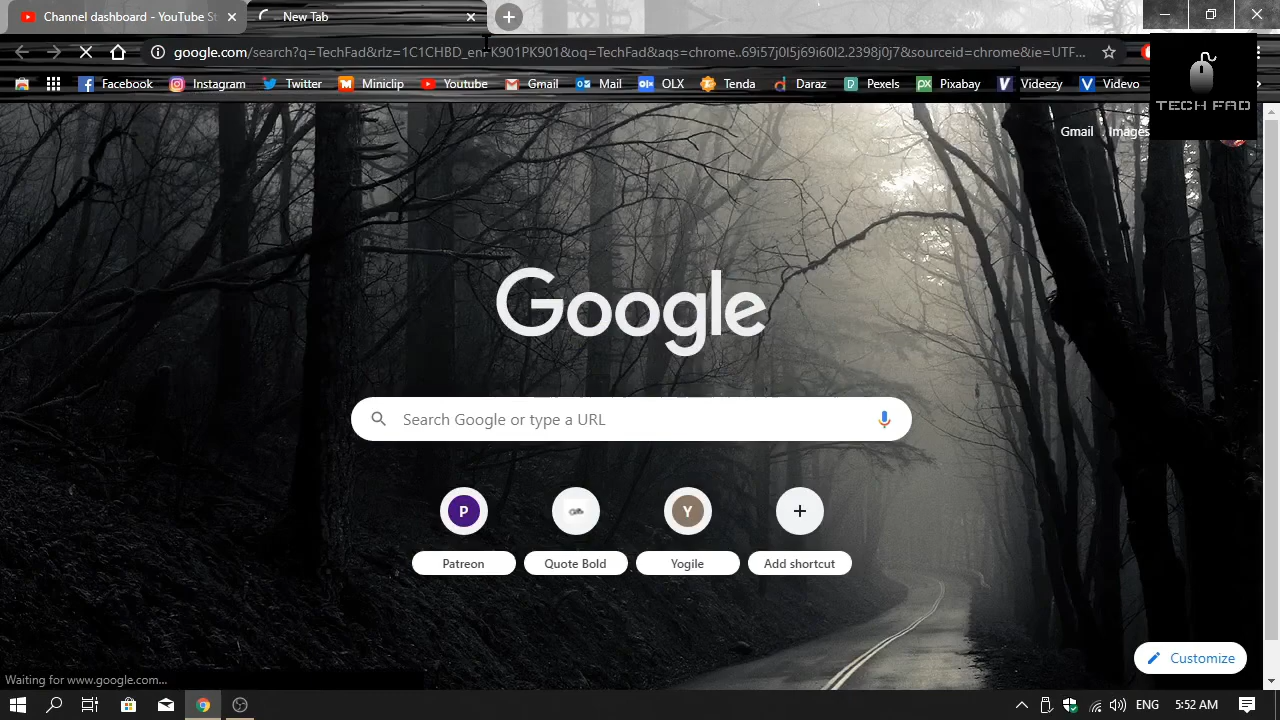 Channel dashboard - YouTube St
New Tab
google.com/search?q=TechFad&rlz=1C1CHBD_en-K901PK901&oq=TechFad&aqs=chrome..69i57j0l5j69i60l2.2398j0j7&sourceid=chrome&ie=UTF...
Facebook Instagram Twitter Miniclip Youtube Gmail Mail OLX Tenda Daraz Pexels Pixabay Videezy Videvo
TECH FAD
Gmail Images
Google
Search Google or type a URL
P Y
Patreon Quote Bold Yogile Add shortcut
Customize
Waiting for www.google.com...
ENG 5:52 AM